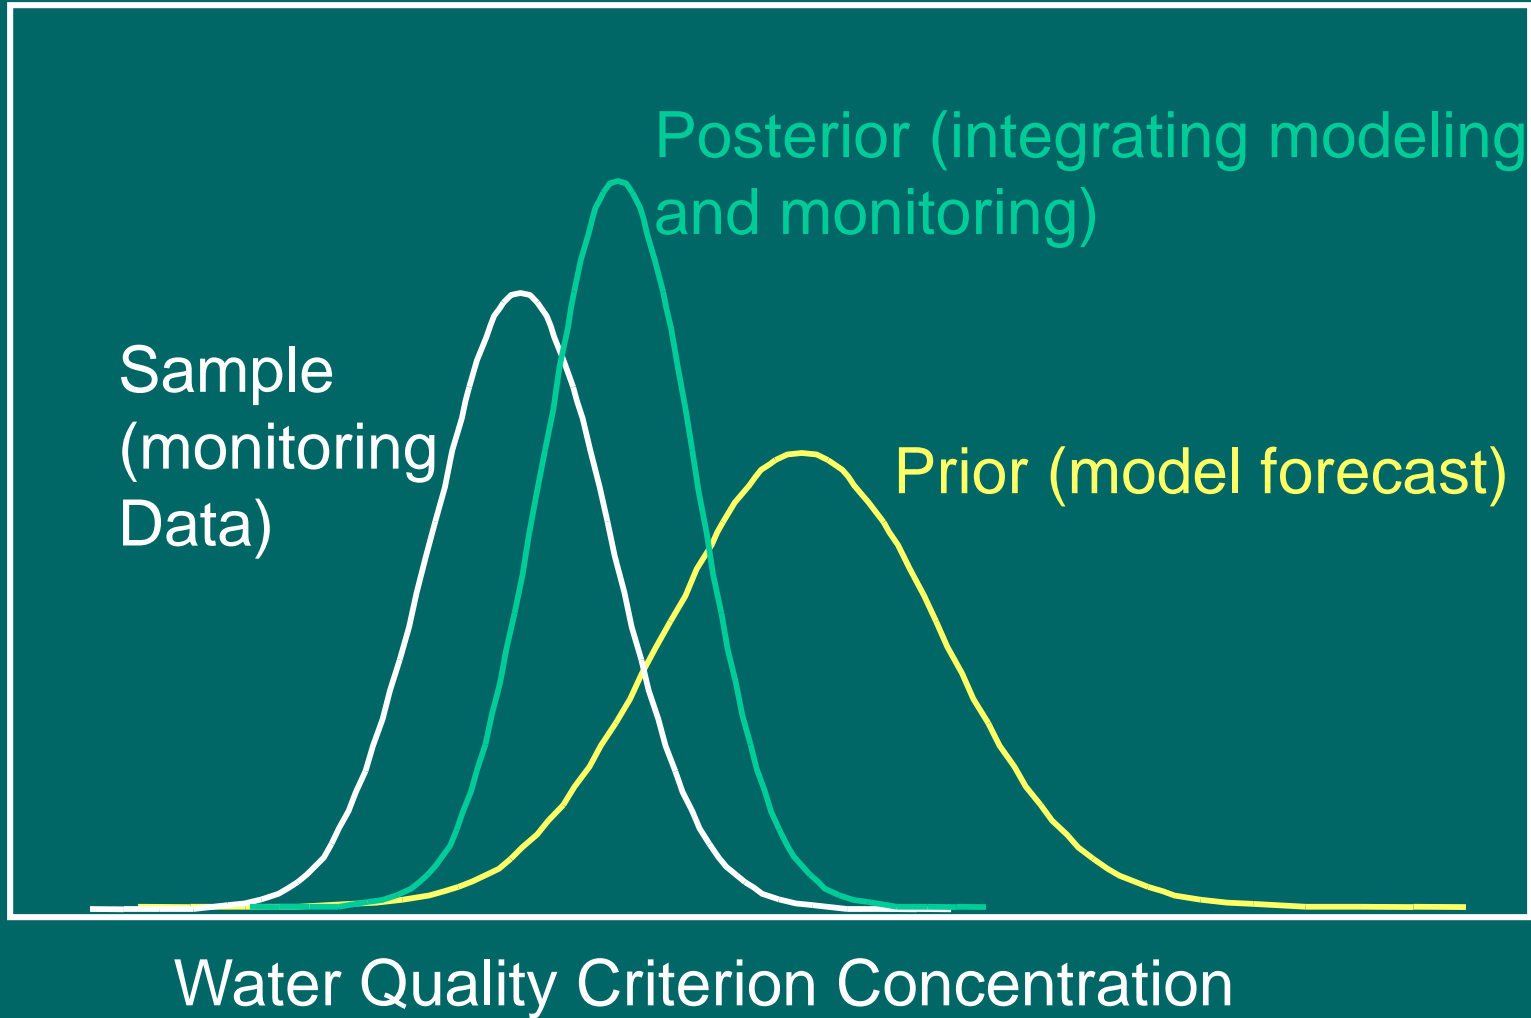 Posterior (integrating modeling
and monitoring)
Sample
(monitoring
Data)
Prior (model forecast)
Water Quality Criterion Concentration